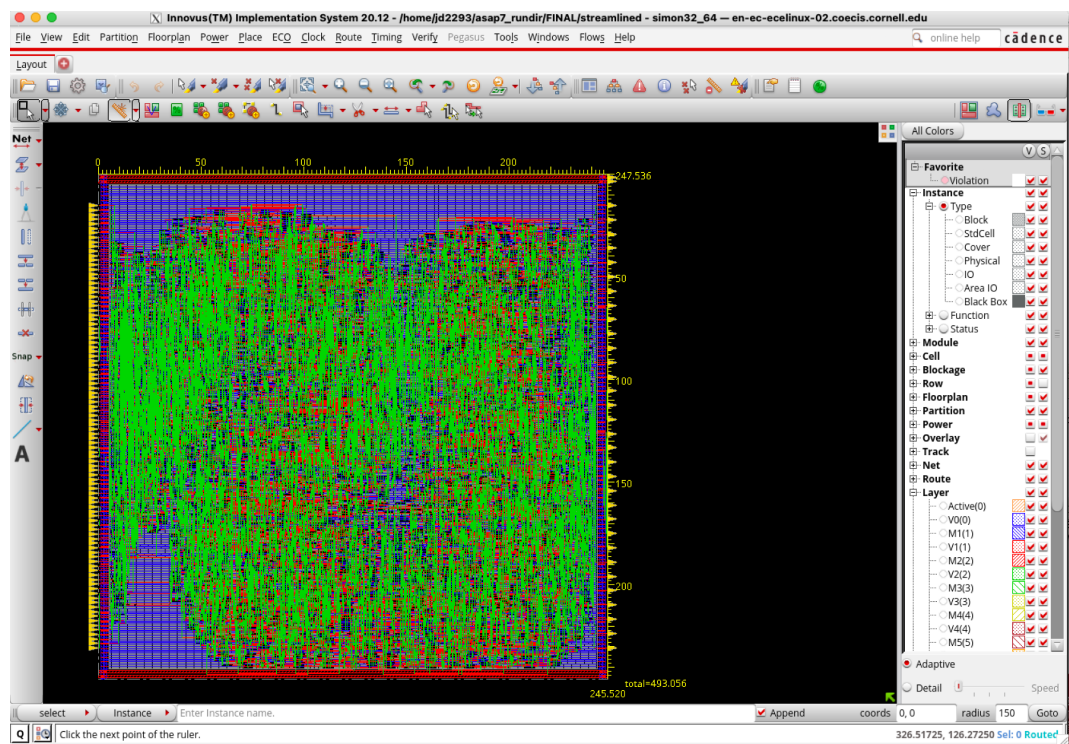 Innovus(TM) Implementation System 20.12 - /home/jd2293/asap7_rundir/FINAL/streamlined - simon32_64 — en-ec-ecelinux-02.coecis.cornell.edu
File View Edit Partition Floorplan Power Place ECO Clock Route Timing Verify Pegasus Tools Windows Flows Help
online help
cādence
Layout
All Colors
Net
V S
0 50 100 150 200
247.536
50
100
150
200
total=493.056
245.520
Snap
A
Favorite
Violation
Instance
Type
Block
StdCell
Cover
Physical
IO
Area IO
Black Box
Function
Status
Module
Cell
Blockage
Row
Floorplan
Partition
Power
Overlay
Track
Net
Route
Layer
Active(0)
V0(0)
M1(1)
V1(1)
M2(2)
V2(2)
M3(3)
V3(3)
M4(4)
V4(4)
M5(5)
Adaptive
Detail Speed
select Instance Enter Instance name. Append coords 0,0 radius 150 Goto
Q Click the next point of the ruler. 326.51725, 126.27250 Sel: 0 Routed